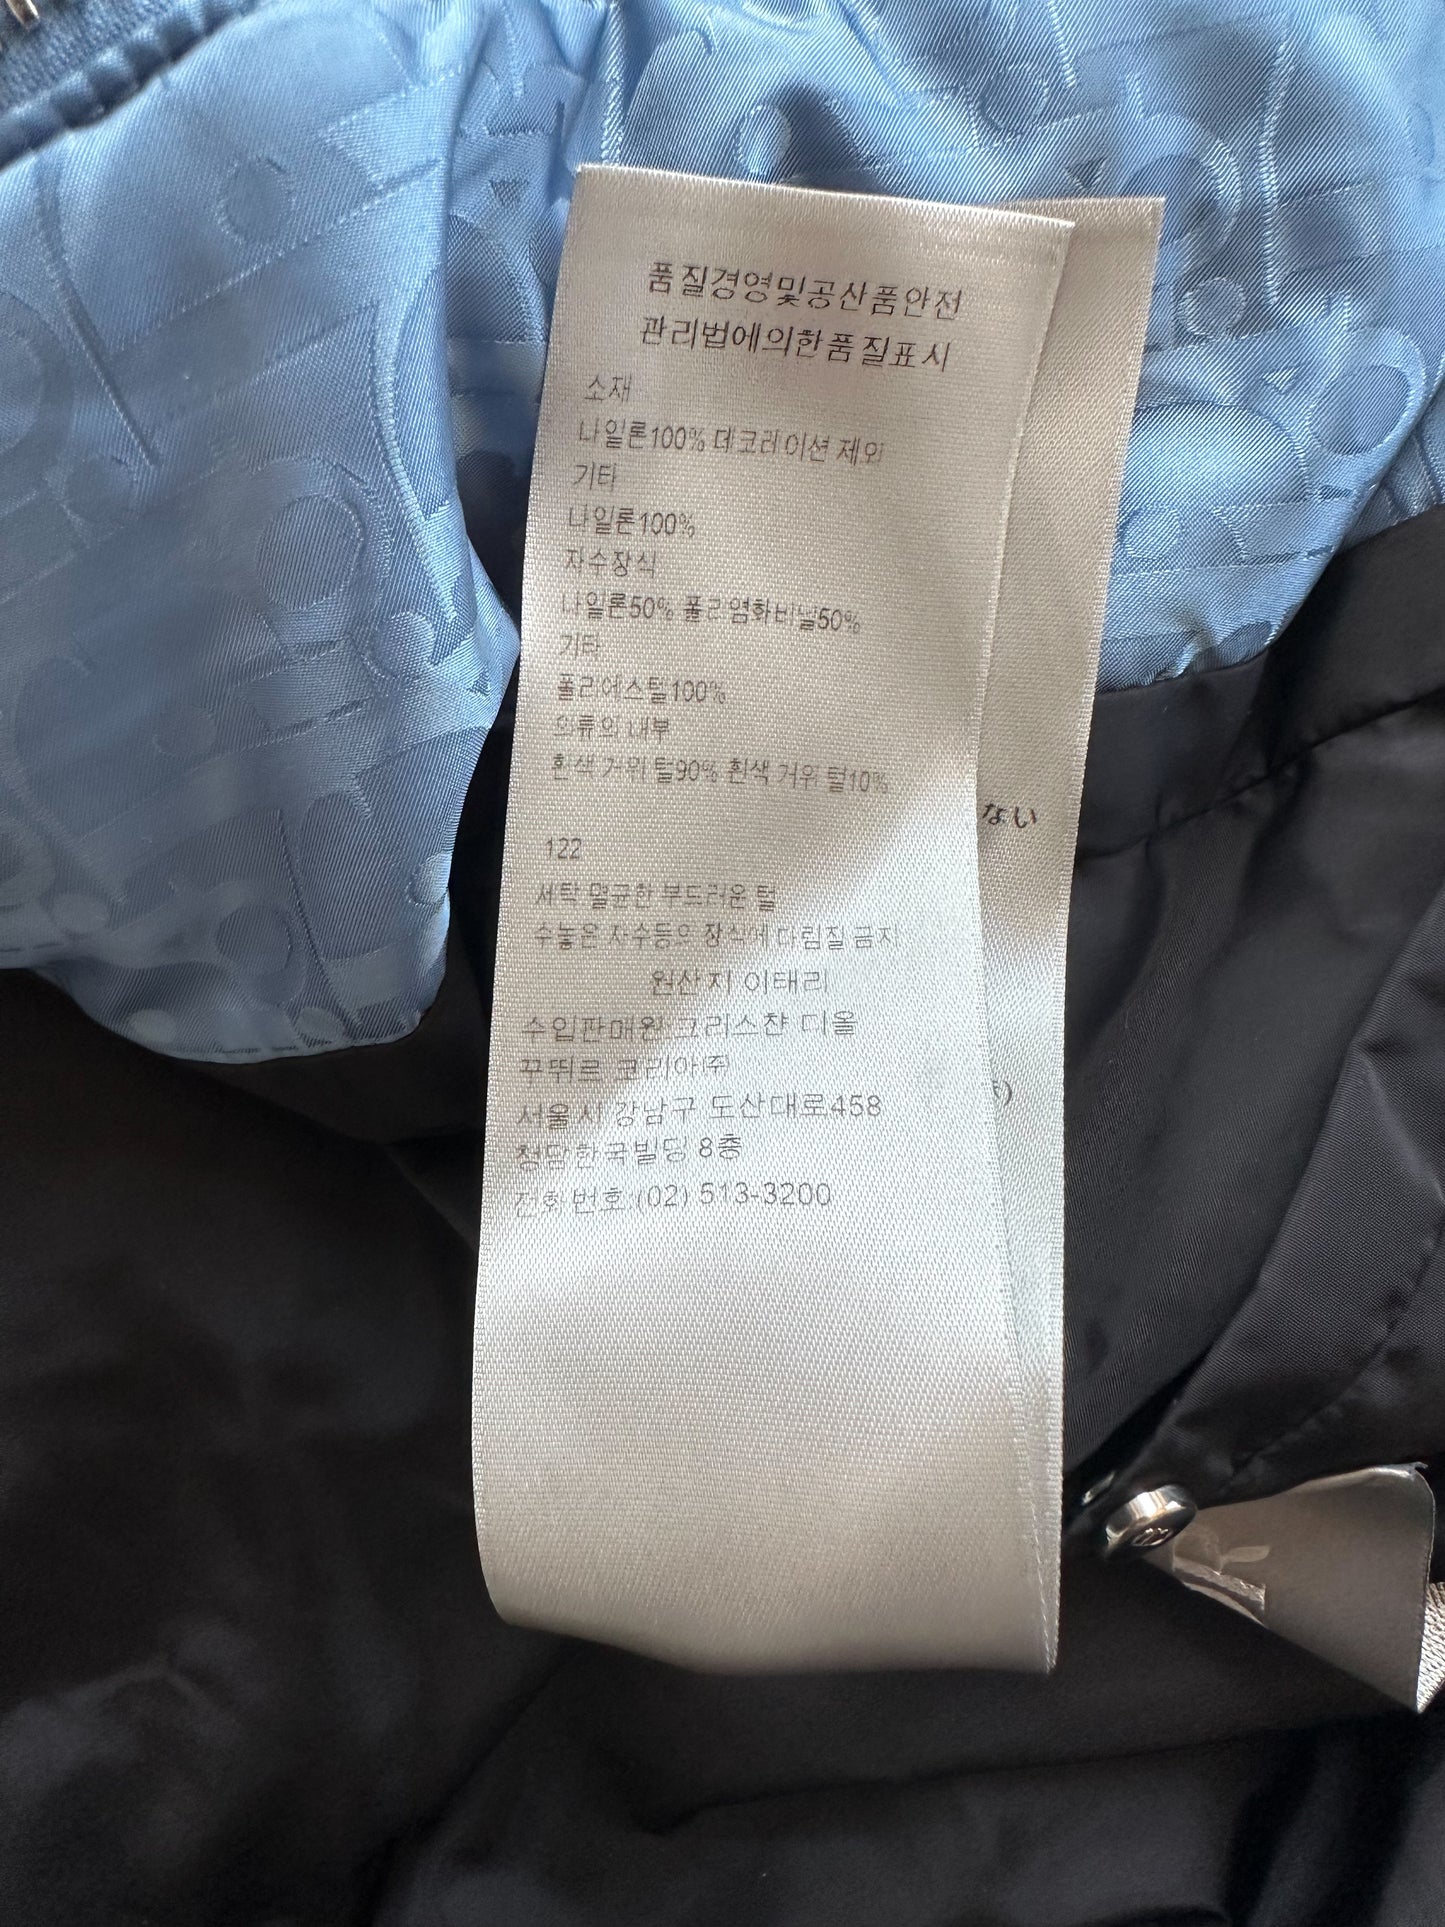 품질경영및공산품안전
관리법에의한품질표시
소재
나일론100% 데코레이션 제외
기타
나일론100%
자수장식
나일론50% 폴리염화비닐50%
기타
폴리에스털100%
의류의 내부
흰색 거위 털90% 흰색 거위 털10%
ない
122
세탁 멸균한 부드러운 털
수놓은 자수등의 장식에 다림질 금지
원산지 이태리
수입판매원 크리스챤 디올
꾸뛰르 코리아(주)
서울시 강남구 도산대로458
청담한국빌딩 8층
전화번호:(02) 513-3200